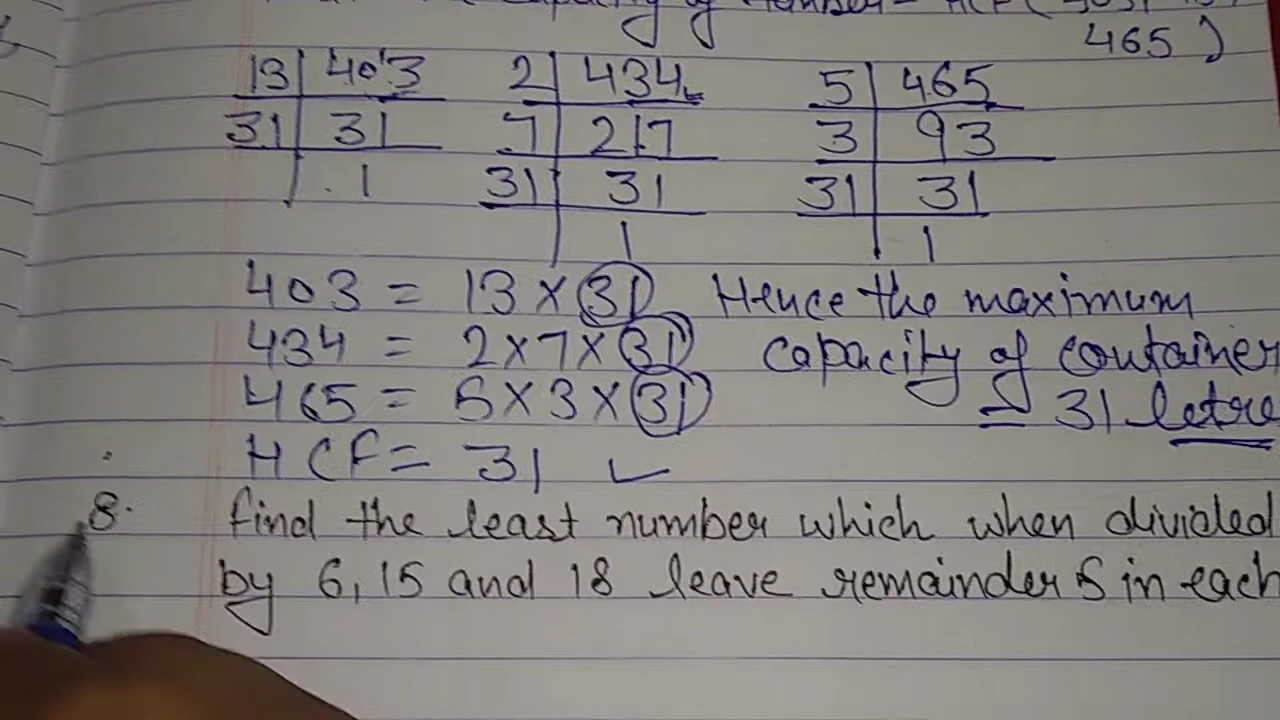 capacity of
465)
13 | 403 2 | 434 5 | 465
31 | 31 7 | 217 3 | 93
1 31 | 31 31 | 31
1 1
403 = 13 × 31 Hence the maximum
434 = 2×7×31 capacity of container
465 = 5×3×31 = 31 letre
HCF = 31 ✓
8. find the least number which when divided
by 6, 15 and 18 leave remainder 5 in each